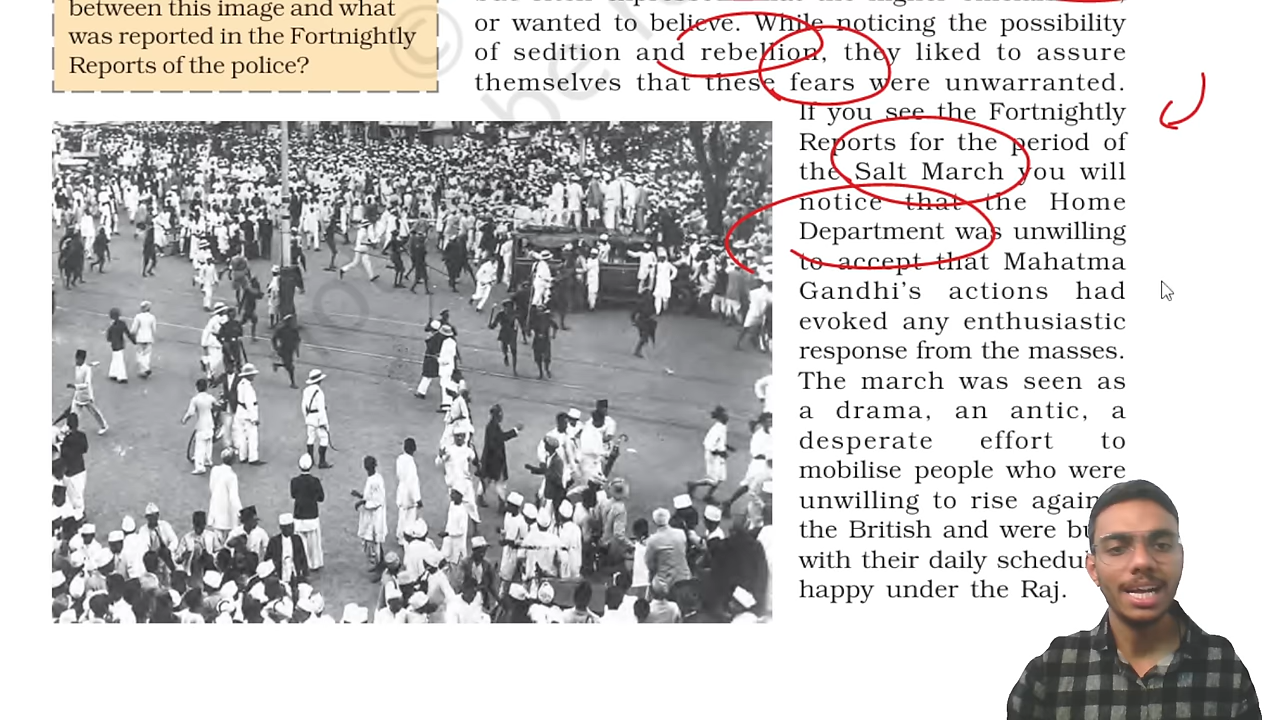 between this image and what
was reported in the Fortnightly
Reports of the police?
or wanted to believe. While noticing the possibility
of sedition and rebellion, they liked to assure
themselves that these fears were unwarranted.
If you see the Fortnightly
Reports for the period of
the Salt March you will
notice that the Home
Department was unwilling
to accept that Mahatma
Gandhi's actions had
evoked any enthusiastic
response from the masses.
The march was seen as
a drama, an antic, a
desperate effort to
mobilise people who were
unwilling to rise again
the British and were bu
with their daily schedu
happy under the Raj.